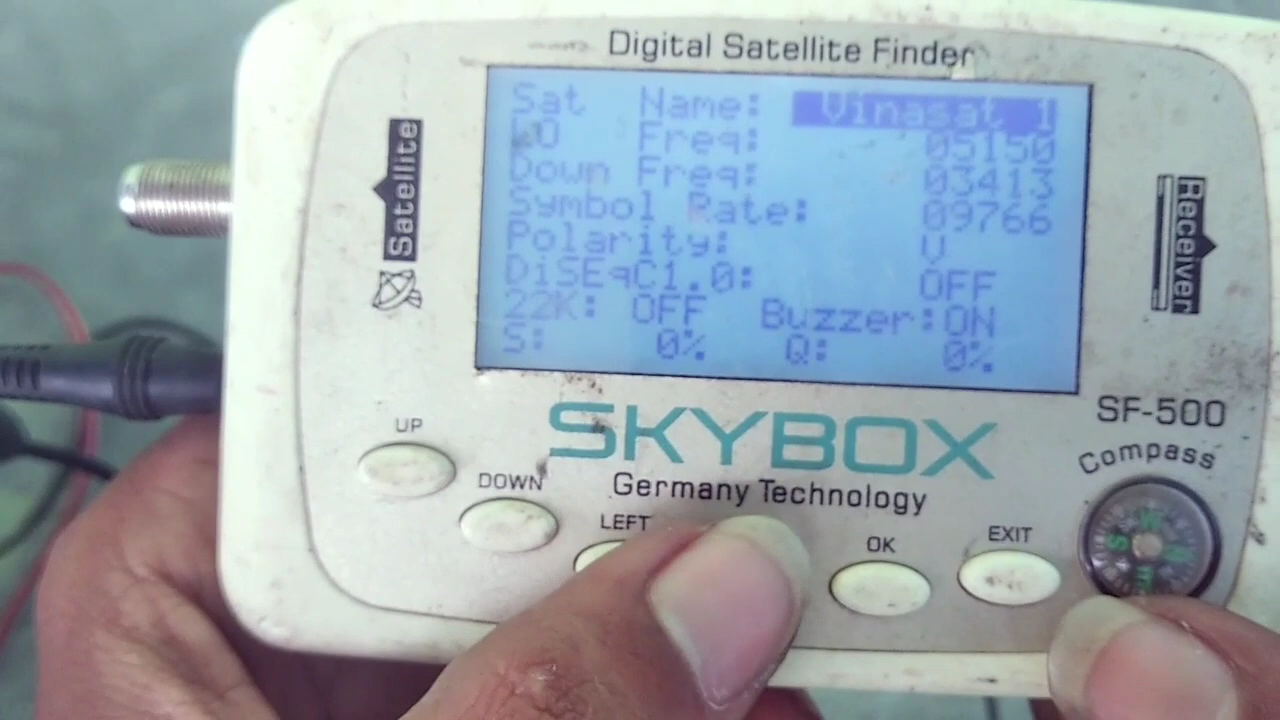 Digital Satellite Finder
Sat Name: Vinasat 1
LO Freq: 05150
Down Freq: 03413
Symbol Rate: 09766
Polarity: V
DiSEqC1.0: OFF
22K: OFF Buzzer:ON
S: 0% Q: 0%
Satellite
Receiver
SKYBOX
Germany Technology
SF-500
Compass
UP
DOWN
LEFT
OK
EXIT
S